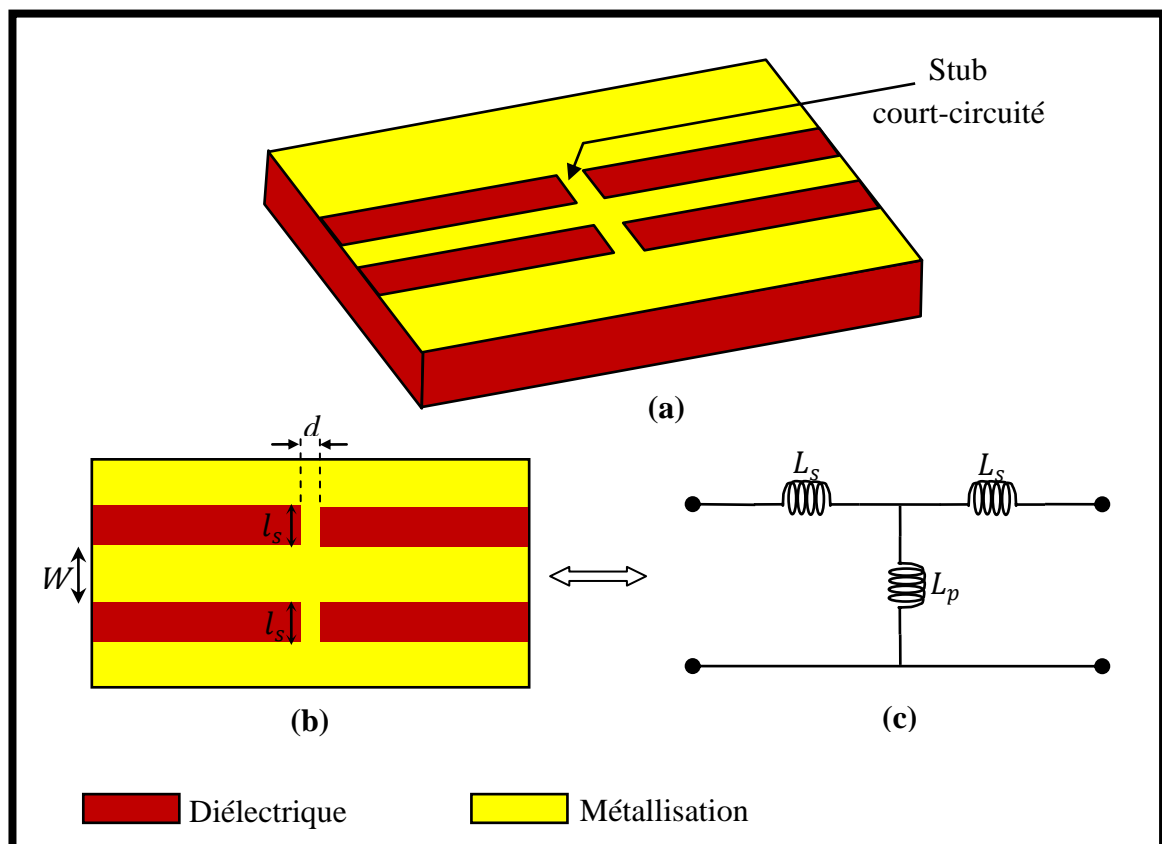 Stub
court-circuité
(a)
d
l_s
W
l_s
(b)
L_s
L_s
L_p
(c)
Diélectrique
Métallisation